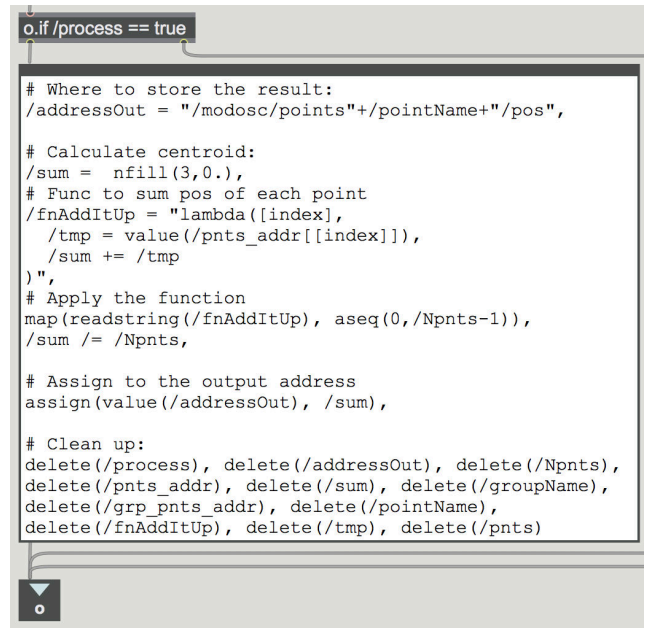 o.if /process == true
# Where to store the result:
/addressOut = "/modosc/points"+/pointName+"/pos",
# Calculate centroid:
/sum =  nfill(3,0.),
# Func to sum pos of each point
/fnAddItUp = "lambda([index],
  /tmp = value(/pnts_addr[[index]]),
  /sum += /tmp
)",
# Apply the function
map(readstring(/fnAddItUp), aseq(0,/Npnts-1)),
/sum /= /Npnts,
# Assign to the output address
assign(value(/addressOut), /sum),
# Clean up:
delete(/process), delete(/addressOut), delete(/Npnts),
delete(/pnts_addr), delete(/sum), delete(/groupName),
delete(/grp_pnts_addr), delete(/pointName),
delete(/fnAddItUp), delete(/tmp), delete(/pnts)
o